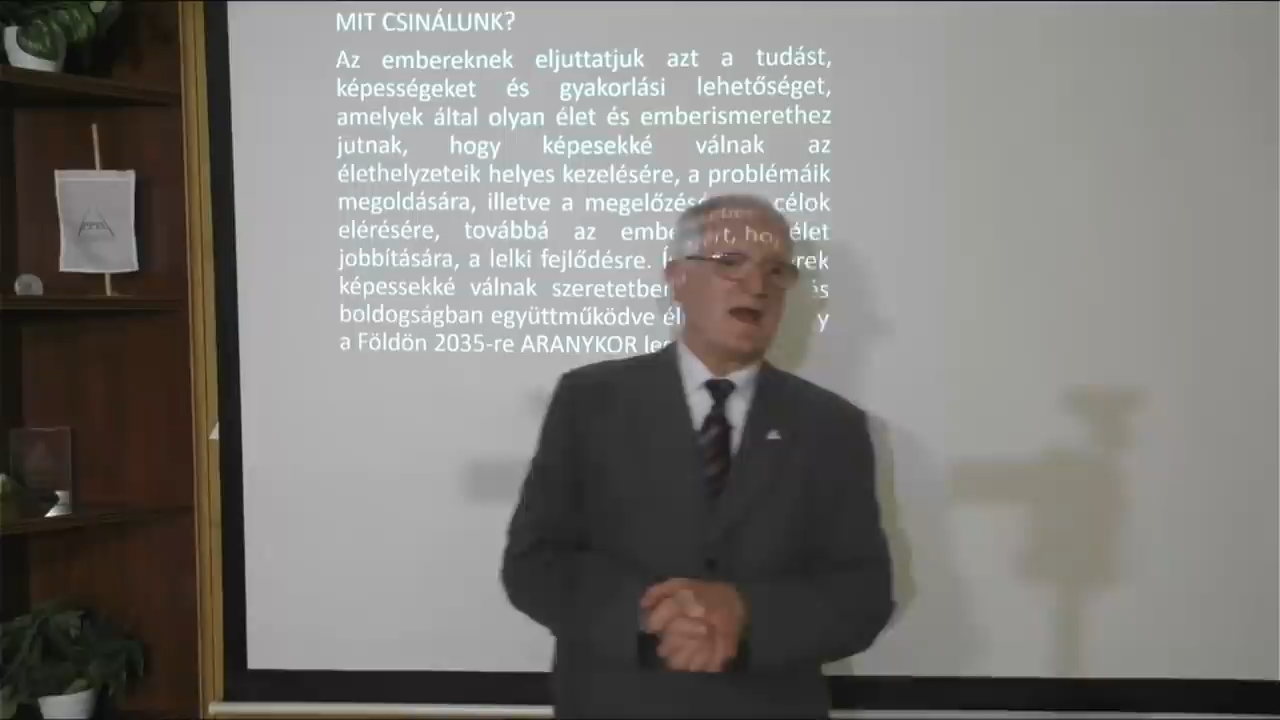 MIT CSINÁLUNK?
Az embereknek eljuttatjuk azt a tudást,
képességeket és gyakorlási lehetőséget,
amelyek által olyan élet és emberismerethez
jutnak, hogy képesekké válnak az
élethelyzeteik helyes kezelésére, a problémáik
megoldására, illetve a célok
elérésére, továbbá az élet
jobbítására, a lelki fejlődésre.
képessekké válnak
boldogságban együttműködve
a Földön 2035-re ARANYKOR